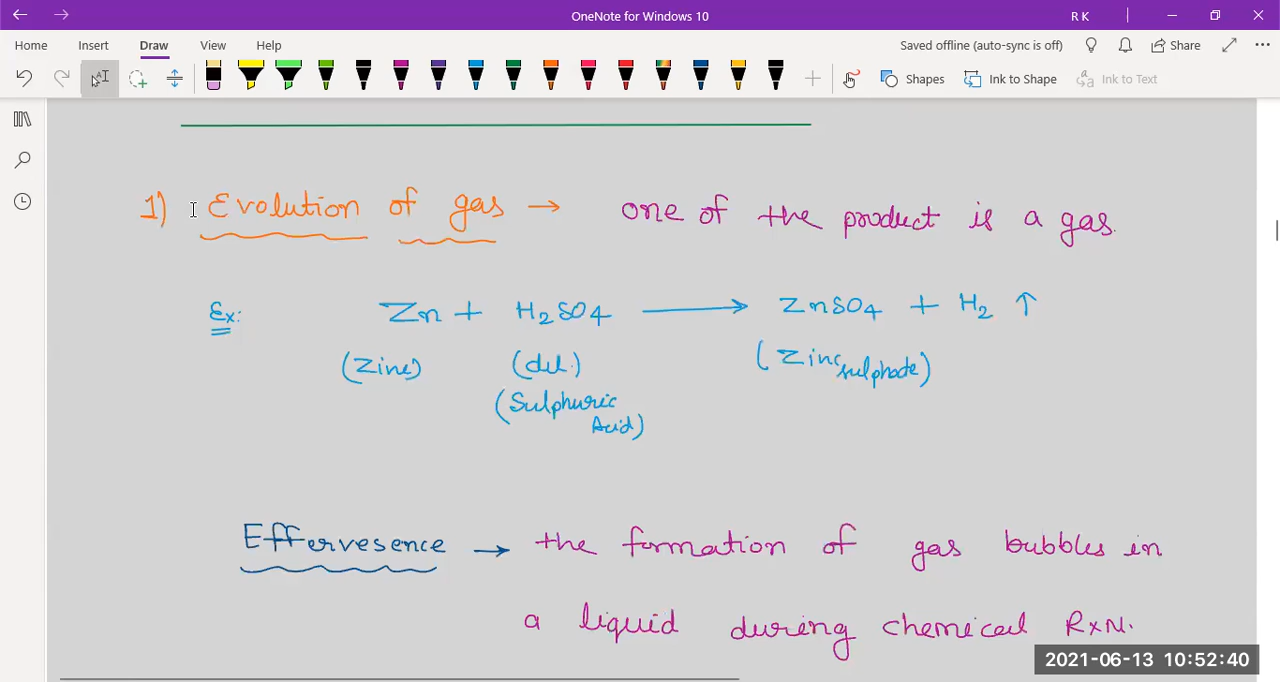 OneNote for Windows 10
R K
Home Insert Draw View Help
Saved offline (auto-sync is off) Share
Shapes Ink to Shape Ink to Text
1) Evolution of gas → one of the product is a gas.
Ex: Zn + H2SO4 → ZnSO4 + H2 ↑
(Zinc) (dil.) (Zinc sulphate)
(Sulphuric
Acid)
Effervesence → the formation of gas bubbles in
a liquid during chemical RxN.
2021-06-13 10:52:40